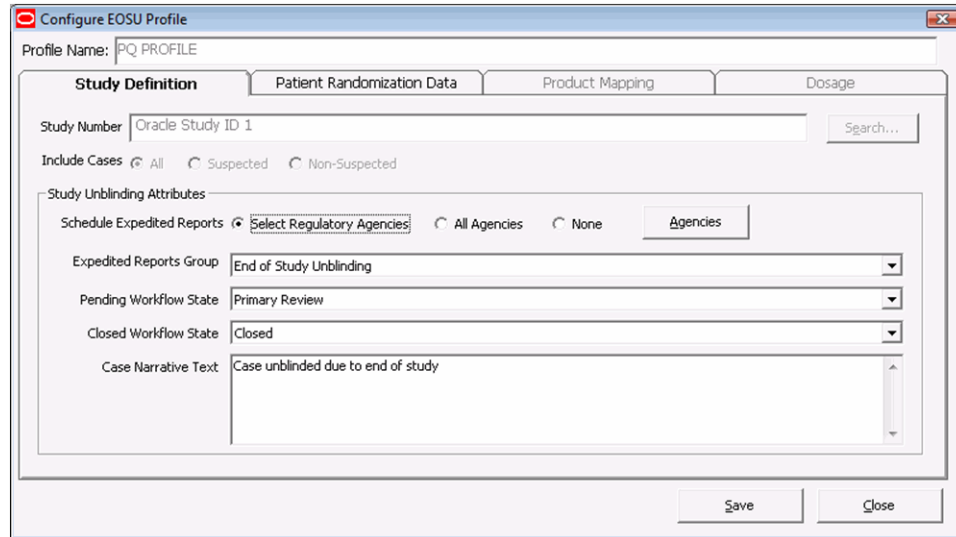 Configure EOSU Profile
Profile Name: PQ PROFILE
Study Definition Patient Randomization Data Product Mapping Dosage
Study Number Oracle Study ID 1 Search...
Include Cases All Suspected Non-Suspected
Study Unblinding Attributes
Schedule Expedited Reports Select Regulatory Agencies All Agencies None Agencies
Expedited Reports Group End of Study Unblinding
Pending Workflow State Primary Review
Closed Workflow State Closed
Case Narrative Text Case unblinded due to end of study
Save Close